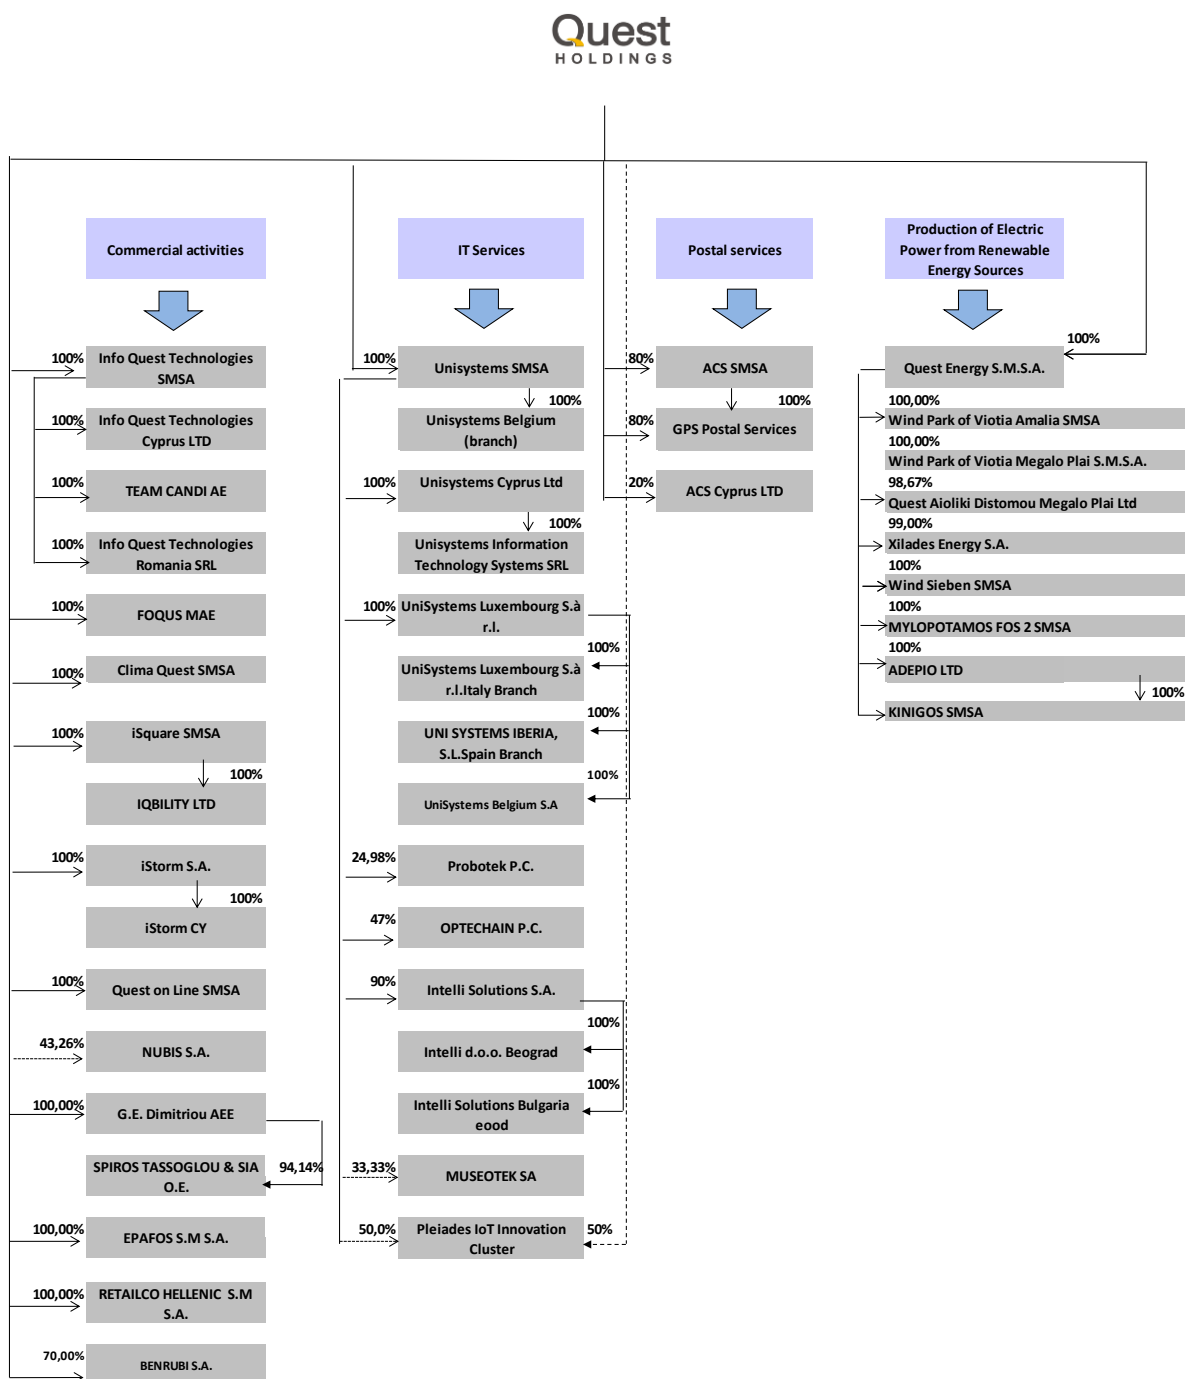 Quest
HOLDINGS
Commercial activities
100%
Info Quest Technologies
SMSA
100%
Info Quest Technologies
Cyprus LTD
100%
TEAM CANDI AE
100%
Info Quest Technologies
Romania SRL
100%
FOQUS MAE
100%
Clima Quest SMSA
100%
iSquare SMSA
100%
IQBILITY LTD
100%
iStorm S.A.
100%
iStorm CY
100%
Quest on Line SMSA
43,26%
NUBIS S.A.
100,00%
G.E. Dimitriou AEE
SPIROS TASSOGLOU & SIA
O.E.
94,14%
100,00%
EPAFOS S.M S.A.
100,00%
RETAILCO HELLENIC S.M
S.A.
70,00%
BENRUBI S.A.
IT Services
100%
Unisystems SMSA
100%
Unisystems Belgium
(branch)
100%
Unisystems Cyprus Ltd
100%
Unisystems Information
Technology Systems SRL
100%
UniSystems Luxembourg S.à
r.l.
100%
UniSystems Luxembourg S.à
r.l.Italy Branch
100%
UNI SYSTEMS IBERIA,
S.L.Spain Branch
100%
UniSystems Belgium S.A
24,98%
Probotek P.C.
47%
OPTECHAIN P.C.
90%
Intelli Solutions S.A.
100%
Intelli d.o.o. Beograd
100%
Intelli Solutions Bulgaria
eood
33,33%
MUSEOTEK SA
50,0%
Pleiades IoT Innovation
Cluster
50%
Postal services
80%
ACS SMSA
100%
80%
GPS Postal Services
20%
ACS Cyprus LTD
Production of Electric
Power from Renewable
Energy Sources
100%
Quest Energy S.M.S.A.
100,00%
Wind Park of Viotia Amalia SMSA
100,00%
Wind Park of Viotia Megalo Plai S.M.S.A.
98,67%
Quest Aioliki Distomou Megalo Plai Ltd
99,00%
Xilades Energy S.A.
100%
Wind Sieben SMSA
100%
MYLOPOTAMOS FOS 2 SMSA
100%
ADEPIO LTD
100%
KINIGOS SMSA